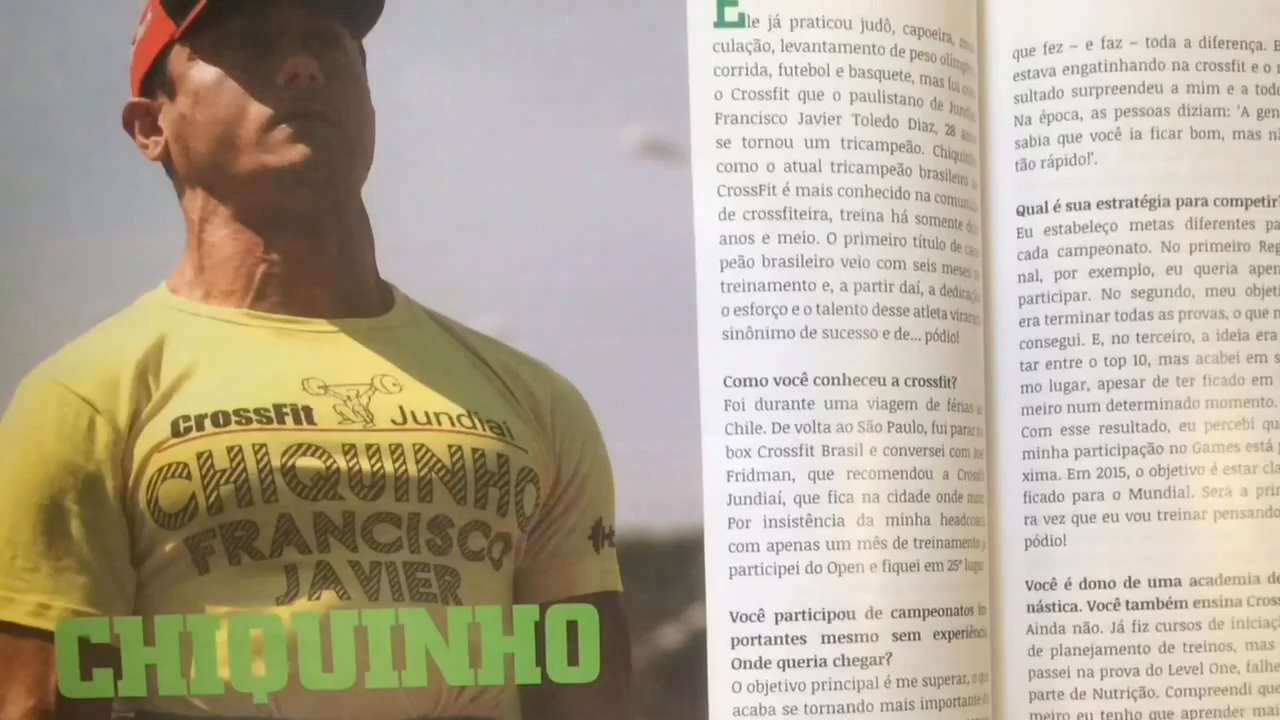 CrossFit Jundiaí
CHIQUINHO
FRANCISCO
JAVIER
CHIQUINHO
Ele já praticou judô, capoeira,
culação, levantamento de peso
corrida, futebol e basquete, mas foi
o Crossfit que o paulistano de
Francisco Javier Toledo Diaz, 28
se tornou um tricampeão.
como o atual tricampeão brasileiro
CrossFit é mais conhecido na
de crossfiteira, treina há somente
anos e meio. O primeiro título de
peão brasileiro veio com seis meses
treinamento e, a partir daí, a
o esforço e o talento desse atleta
sinônimo de sucesso e de... pódio!
Como você conheceu a crossfit?
Foi durante uma viagem de férias
Chile. De volta ao São Paulo, fui
box Crossfit Brasil e conversei com
Fridman, que recomendou a
Jundiaí, que fica na cidade onde
Por insistência da minha
com apenas um mês de treinamento
participei do Open e fiquei em 25º
Você participou de campeonatos im
portantes mesmo sem
Onde queria chegar?
O objetivo principal é me superar, o
acaba se tornando mais importante
que fez – e faz – toda a diferença.
estava engatinhando na crossfit e o
sultado surpreendeu a mim e a
Na época, as pessoas diziam: 'A
sabia que você ia ficar bom, mas
tão rápido!'.
Qual é sua estratégia para competir?
Eu estabeleço metas diferentes
cada campeonato. No primeiro
nal, por exemplo, eu queria
participar. No segundo, meu
era terminar todas as provas, o que
consegui. E, no terceiro, a ideia era
tar entre o top 10, mas acabei em
mo lugar, apesar de ter ficado em
meiro num determinado momento.
Com esse resultado, eu percebi
minha participação no Games está
xima. Em 2015, o objetivo é estar
ficado para o Mundial. Será a
ra vez que eu vou treinar pensando
pódio!
Você é dono de uma academia de
nástica. Você também ensina
Ainda não. Já fiz cursos de
de planejamento de treinos, mas
passei na prova do Level One,
parte de Nutrição. Compreendi
meiro eu tenho que aprender